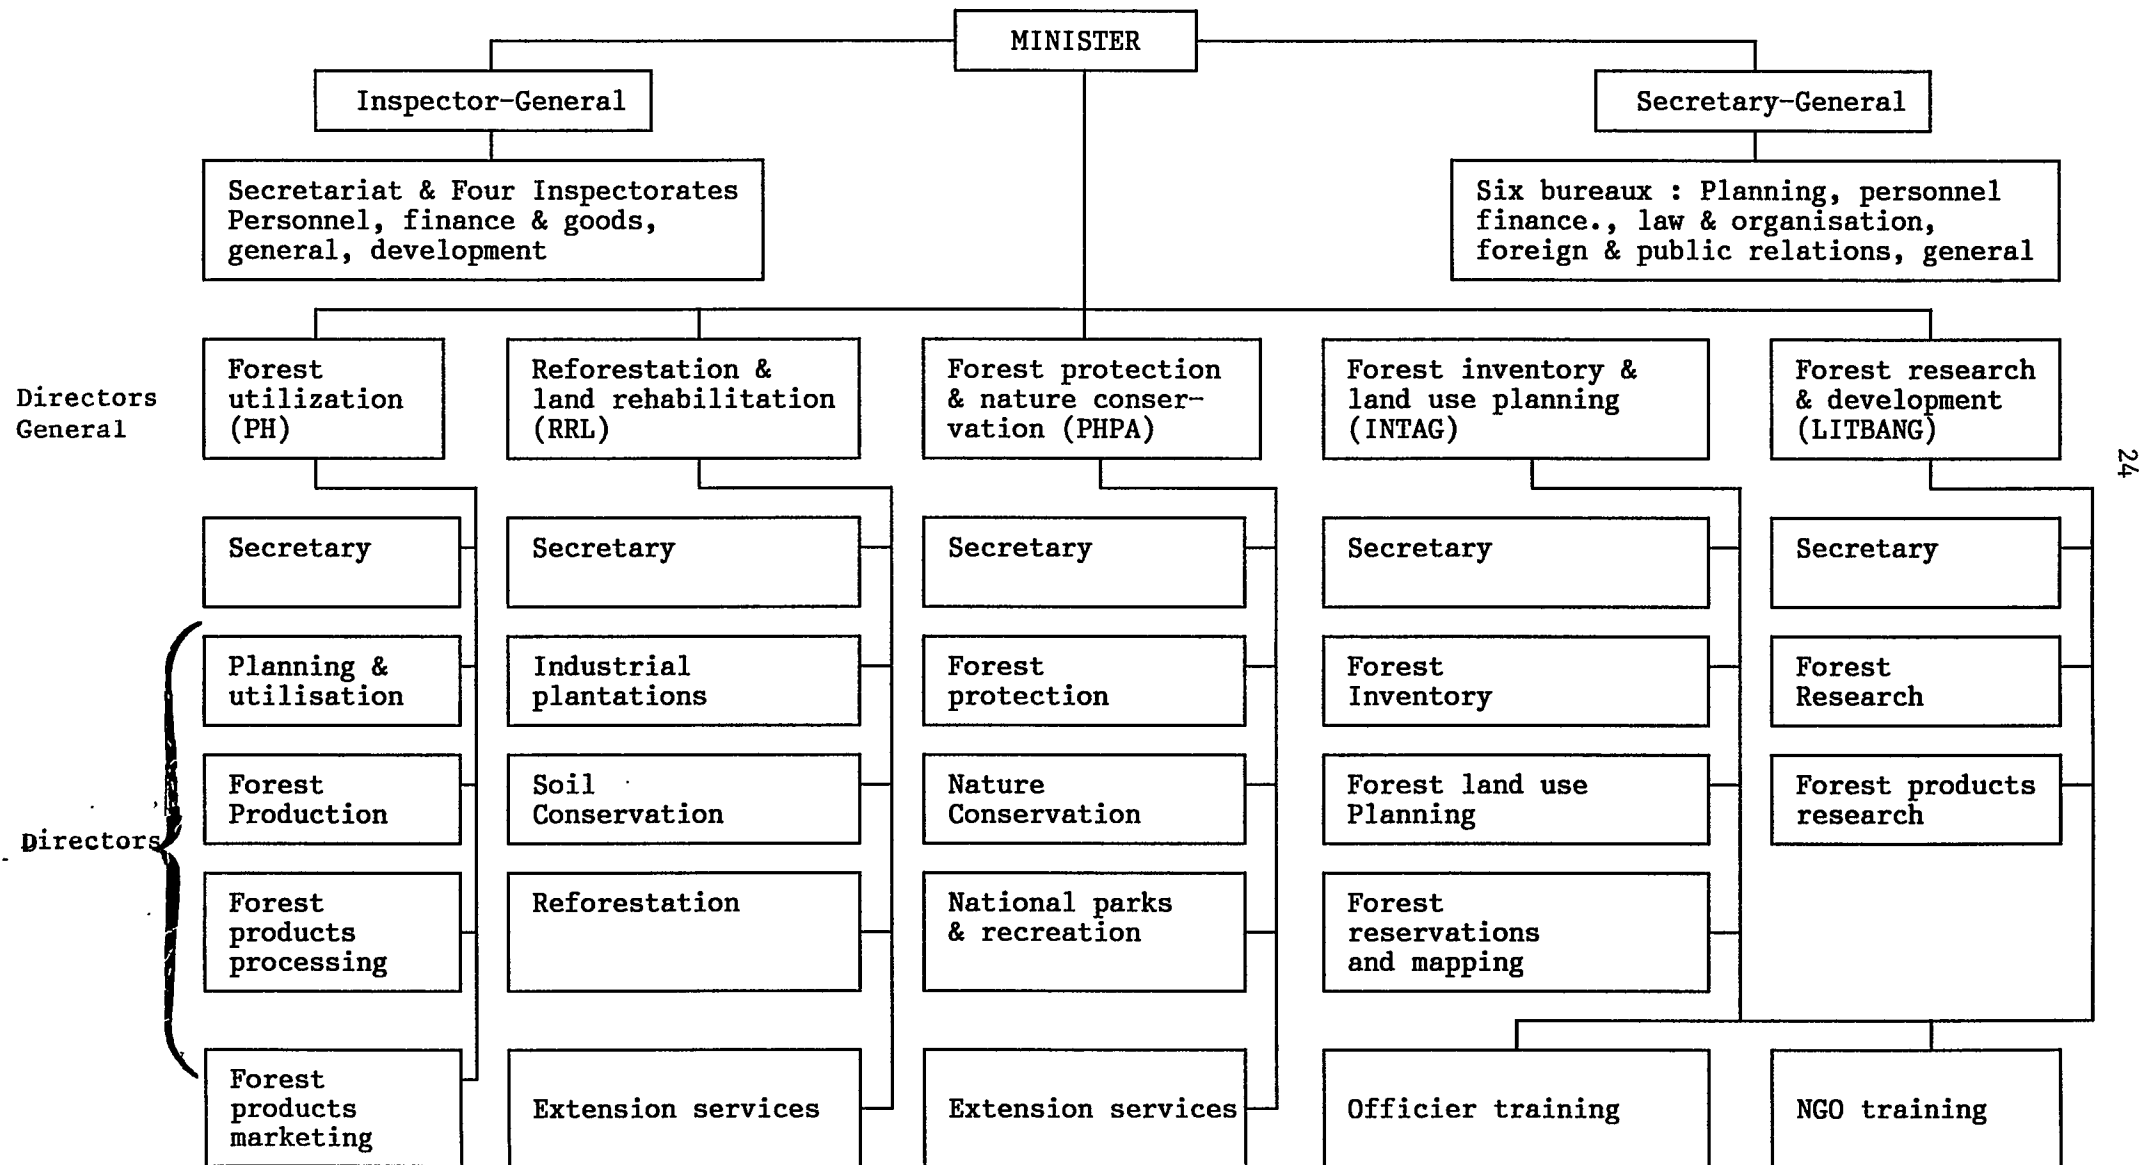 MINISTER
Inspector-General
Secretary-General
Secretariat & Four Inspectorates
Personnel, finance & goods,
general, development
Six bureaux : Planning, personnel
finance., law & organisation,
foreign & public relations, general
Directors
General
Forest
utilization
(PH)
Reforestation &
land rehabilitation
(RRL)
Forest protection
& nature conser-
vation (PHPA)
Forest inventory &
land use planning
(INTAG)
Forest research
& development
(LITBANG)
24
Secretary
Secretary
Secretary
Secretary
Secretary
Directors
Planning &
utilisation
Industrial
plantations
Forest
protection
Forest
Inventory
Forest
Research
Forest
Production
Soil
Conservation
Nature
Conservation
Forest land use
Planning
Forest products
research
Forest
products
processing
Reforestation
National parks
& recreation
Forest
reservations
and mapping
Forest
products
marketing
Extension services
Extension services
Officier training
NGO training